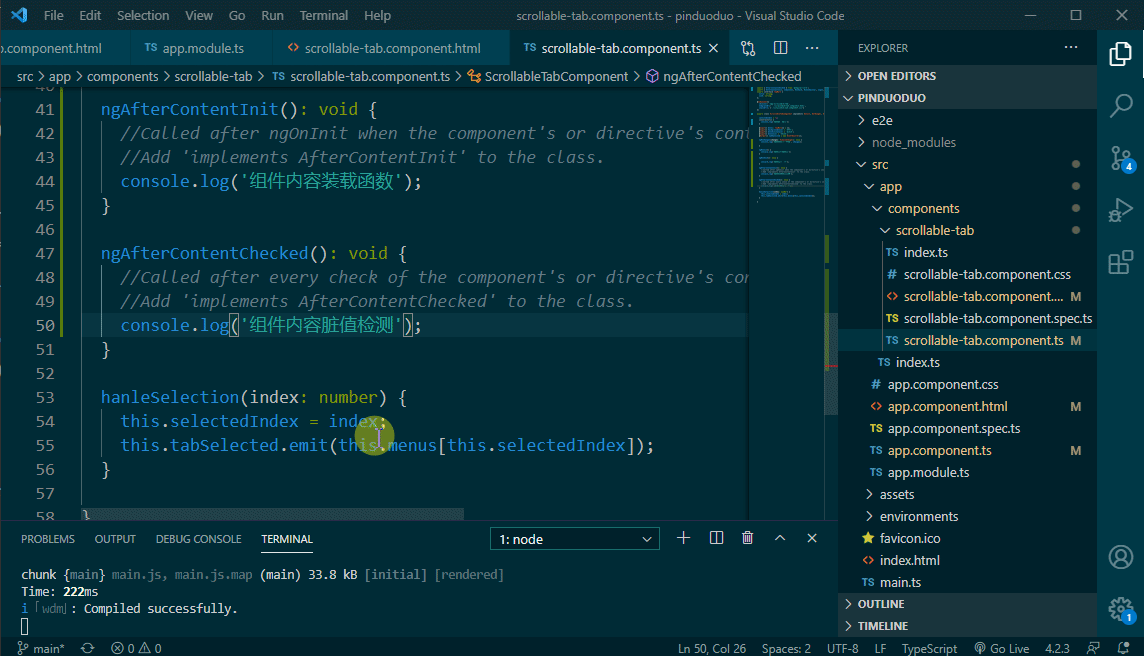 File Edit Selection View Go Run Terminal Help scrollable-tab.component.ts - pinduoduo - Visual Studio Code
o.component.html TS app.module.ts <> scrollable-tab.component.html TS scrollable-tab.component.ts
src > app > components > scrollable-tab > TS scrollable-tab.component.ts > ScrollableTabComponent > ngAfterContentChecked
41 ngAfterContentInit(): void {
42 //Called after ngOnInit when the component's or directive's con
43 //Add 'implements AfterContentInit' to the class.
44 console.log('组件内容装载函数');
45 }
46
47 ngAfterContentChecked(): void {
48 //Called after every check of the component's or directive's con
49 //Add 'implements AfterContentChecked' to the class.
50 console.log('组件内容脏值检测');
51 }
52
53 hanleSelection(index: number) {
54 this.selectedIndex = index;
55 this.tabSelected.emit(this.menus[this.selectedIndex]);
56 }
57
58 }
PROBLEMS OUTPUT DEBUG CONSOLE TERMINAL 1: node
chunk {main} main.js, main.js.map (main) 33.8 kB [initial] [rendered]
Time: 222ms
i ｢wdm｣: Compiled successfully.
EXPLORER
OPEN EDITORS
PINDUODUO
e2e
node_modules
src
app
components
scrollable-tab
TS index.ts
# scrollable-tab.component.css
<> scrollable-tab.component.... M
TS scrollable-tab.component.spec.ts
TS scrollable-tab.component.ts M
TS index.ts
# app.component.css
<> app.component.html M
TS app.component.spec.ts
TS app.component.ts M
TS app.module.ts
assets
environments
favicon.ico
<> index.html
TS main.ts
OUTLINE
TIMELINE
4
1
main* 0 0 Ln 50, Col 26 Spaces: 2 UTF-8 LF TypeScript Go Live 4.2.3